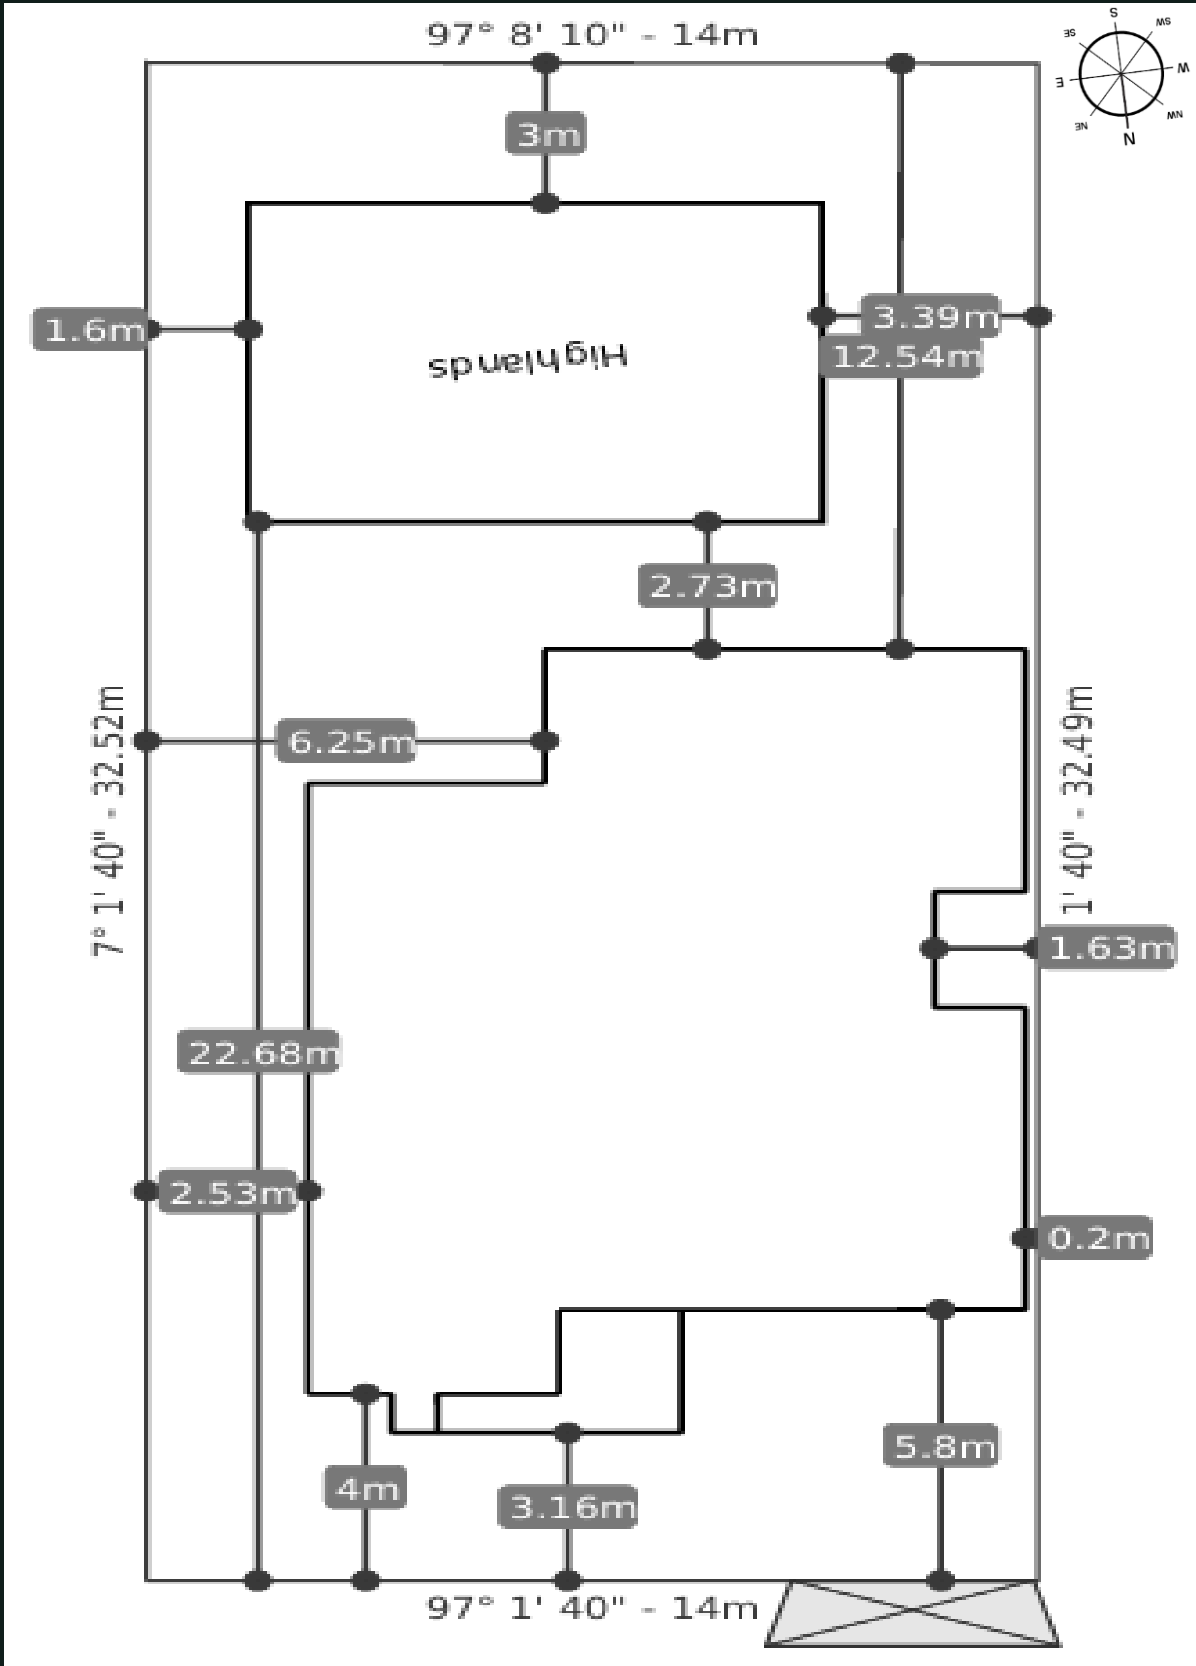 97° 8' 10" - 14m
S
SW
W
NW
N
NE
E
SE
3m
1.6m
3.39m
12.54m
Highlands
2.73m
6.25m
7° 1' 40" - 32.52m
1' 40" - 32.49m
1.63m
22.68m
2.53m
0.2m
5.8m
4m
3.16m
97° 1' 40" - 14m